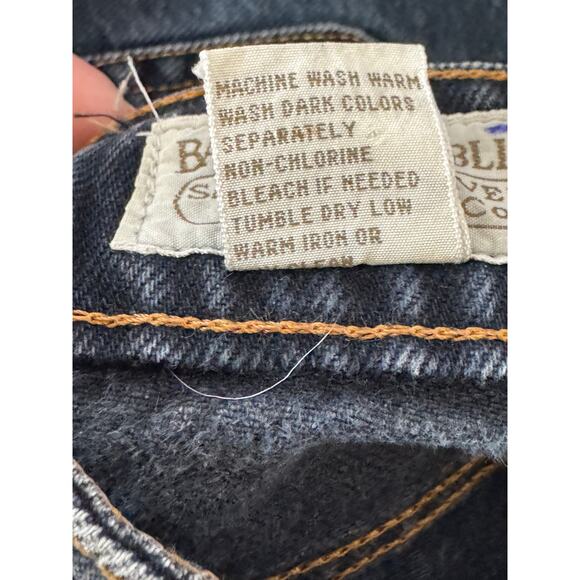 MACHINE WASH WARM
WASH DARK COLORS
SEPARATELY
NON-CHLORINE
BLEACH IF NEEDED
TUMBLE DRY LOW
WARM IRON OR